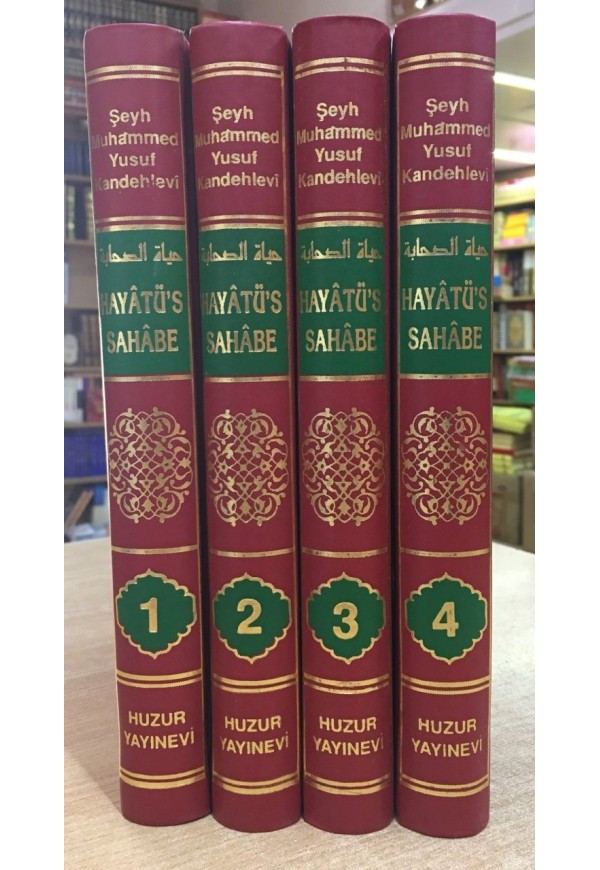 Şeyh
Muhammed
Yusuf
Kandehlevi
حياة الصحابة
HAYÂTÜ'S
SAHÂBE
1
HUZUR
YAYINEVİ
Şeyh
Muhammed
Yusuf
Kandehlevi
حياة الصحابة
HAYÂTÜ'S
SAHÂBE
2
HUZUR
YAYINEVİ
Şeyh
Muhammed
Yusuf
Kandehlevi
حياة الصحابة
HAYÂTÜ'S
SAHÂBE
3
HUZUR
YAYINEVİ
Şeyh
Muhammed
Yusuf
Kandehlevi
حياة الصحابة
HAYÂTÜ'S
SAHÂBE
4
HUZUR
YAYINEVİ